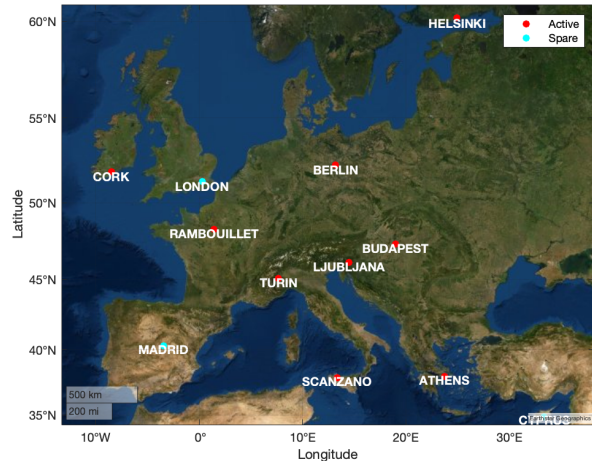 60°N
HELSINKI
Active
Spare
55°N
CORK
BERLIN
LONDON
50°N
RAMBOUILLET
BUDAPEST
LJUBLJANA
45°N
TURIN
MADRID
40°N
SCANZANO
ATHENS
500 km
200 mi
35°N
CYPRUS
Earthstar Geographics
10°W
0°
10°E
20°E
30°E
Latitude
Longitude